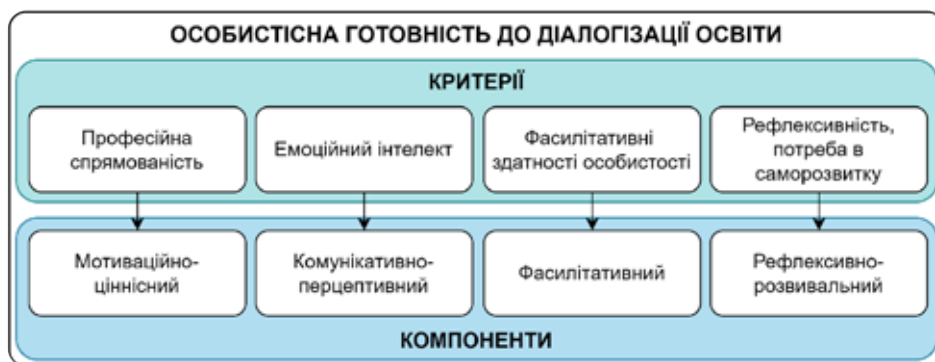 ОСОБИСТІСНА ГОТОВНІСТЬ ДО ДІАЛОГІЗАЦІЇ ОСВІТИ
КРИТЕРІЇ
Професійна
спрямованість
Емоційний інтелект
Фасилітативні
здатності особистості
Рефлексивність,
потреба в
саморозвитку
Мотиваційно-
ціннісний
Комунікативно-
перцептивний
Фасилітативний
Рефлексивно-
розвивальний
КОМПОНЕНТИ